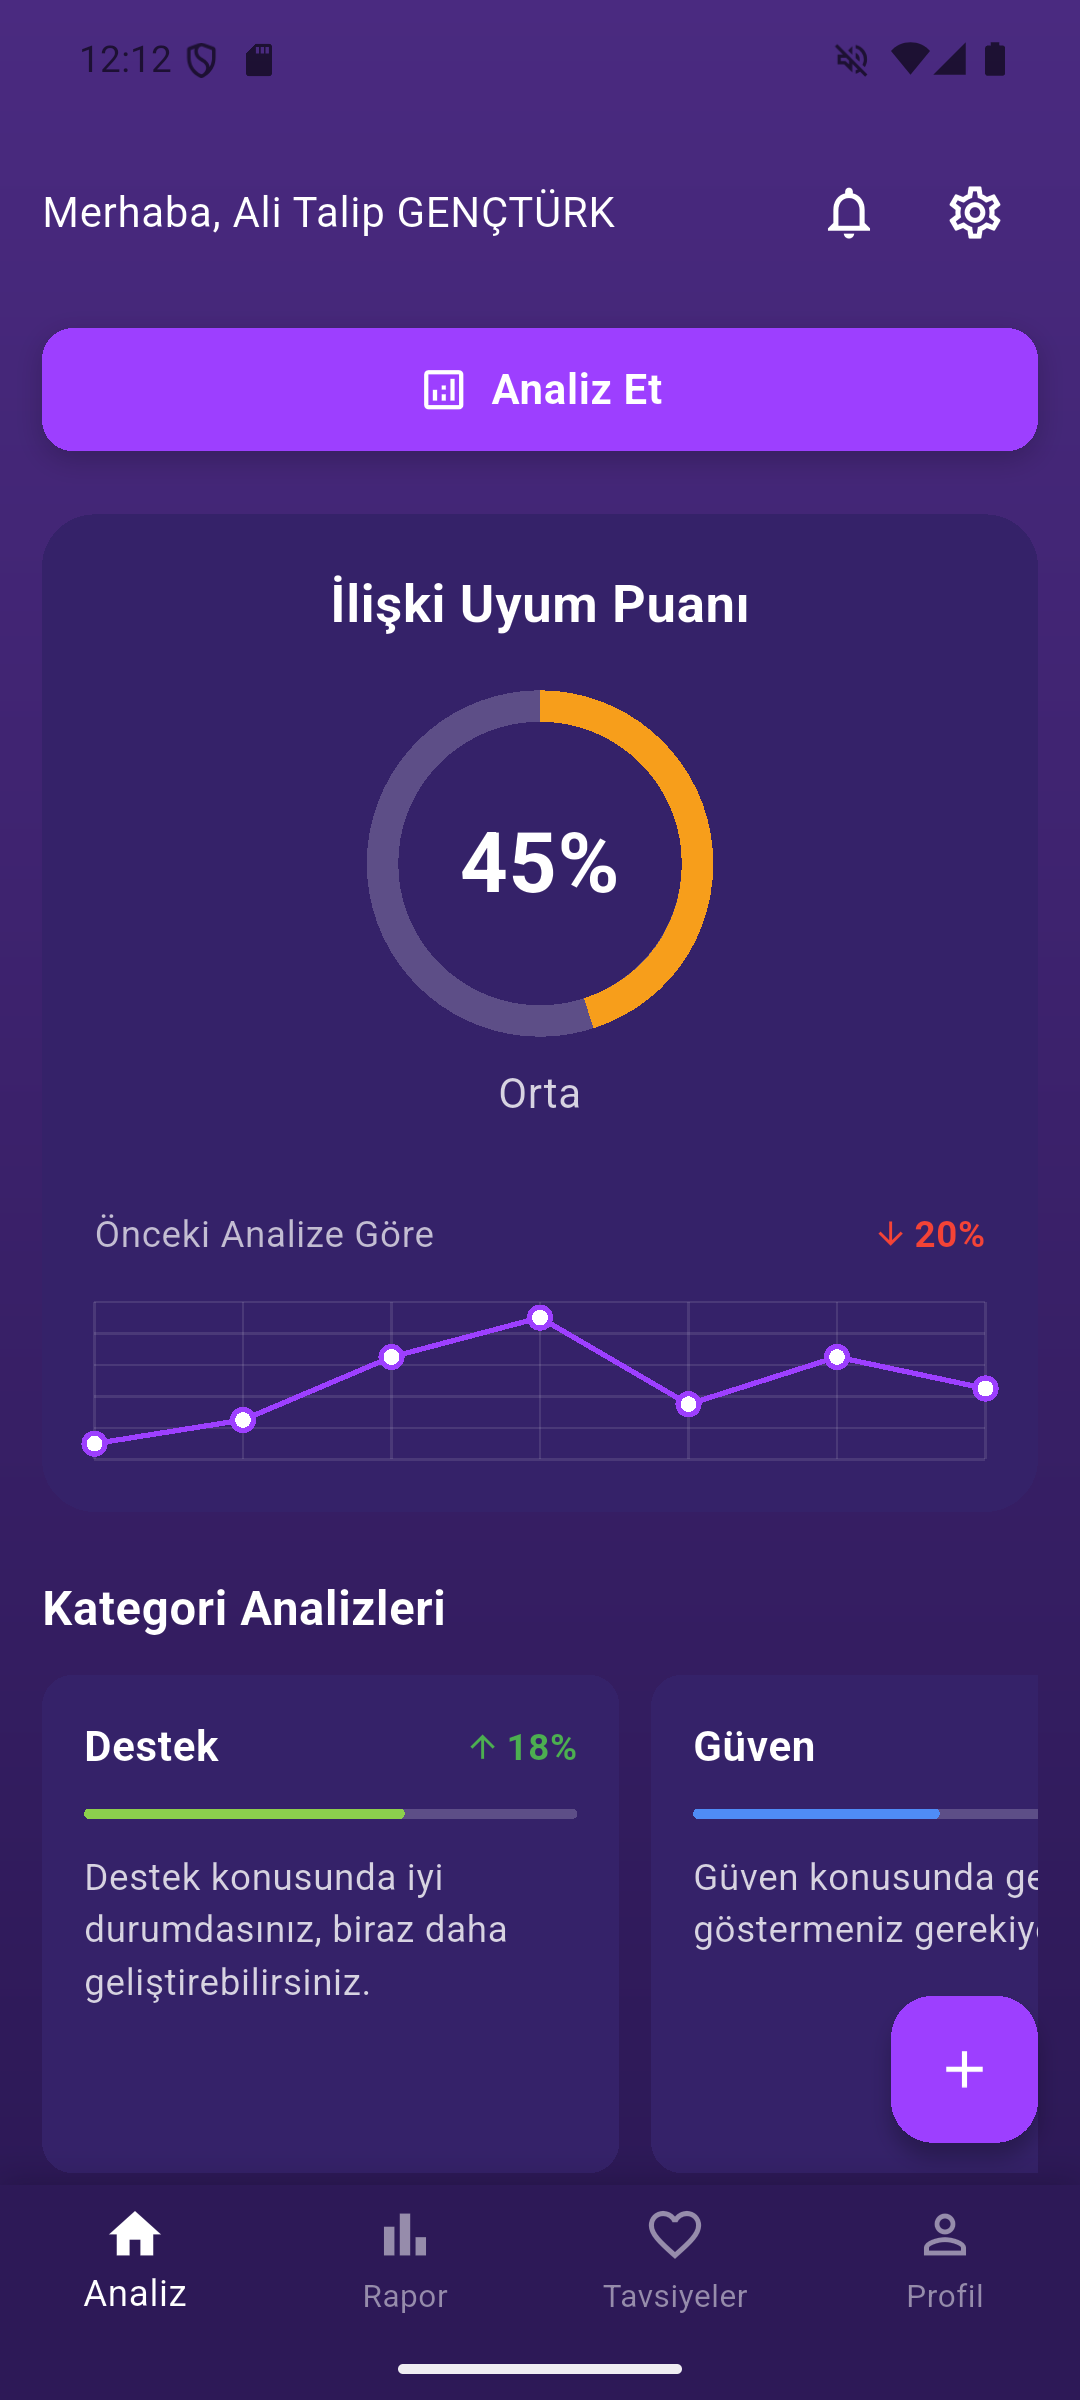 12:12
Merhaba, Ali Talip GENÇTÜRK
Analiz Et
İlişki Uyum Puanı
45%
Orta
Önceki Analize Göre
↓ 20%
Kategori Analizleri
Destek
↑ 18%
Destek konusunda iyi
durumdasınız, biraz daha
geliştirebilirsiniz.
Güven
Güven konusunda ge
göstermeniz gerekiy
Analiz
Rapor
Tavsiyeler
Profil